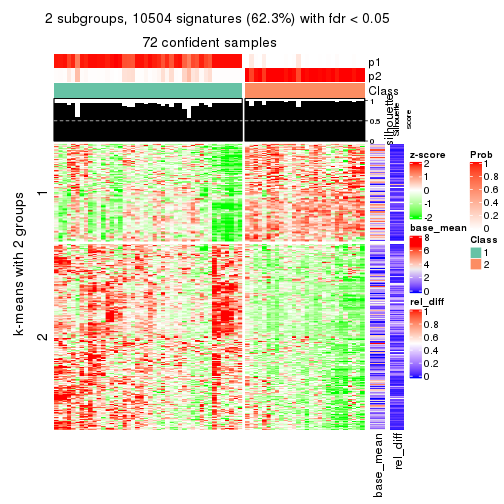 2 subgroups, 10504 signatures (62.3%) with fdr < 0.05
72 confident samples
p1
p2
Class
silhouette
Silhouette
score
1
0.5
0
k-means with 2 groups
1
2
base_mean
rel_diff
z-score
2
1
0
-1
-2
base_mean
8
6
4
2
0
rel_diff
1
0.8
0.6
0.4
0.2
0
Prob
1
0.8
0.6
0.4
0.2
0
Class
1
2